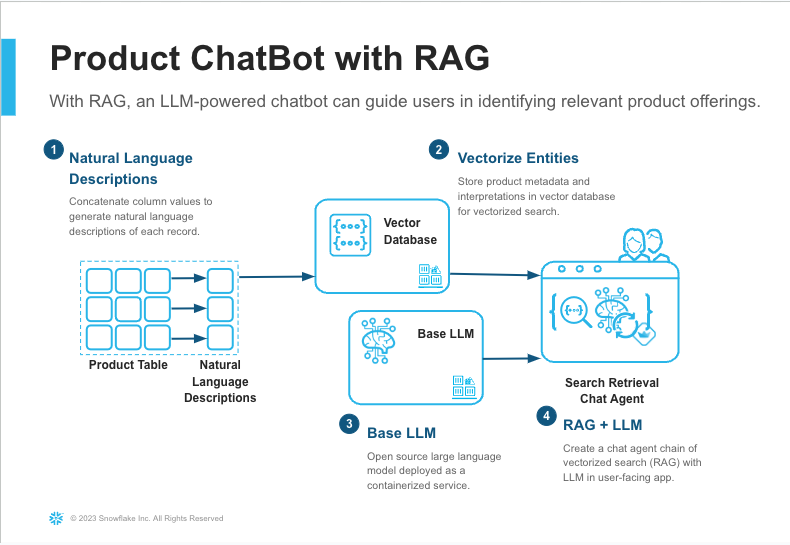 Product ChatBot with RAG
With RAG, an LLM-powered chatbot can guide users in identifying relevant product offerings.
1
Natural Language
Descriptions
Concatenate column values to
generate natural language
descriptions of each record.
2
Vectorize Entities
Store product metadata and
interpretations in vector database
for vectorized search.
Vector
Database
Base LLM
Product Table
Natural
Language
Descriptions
Search Retrieval
Chat Agent
3
Base LLM
Open source large language
model deployed as a
containerized service.
4
RAG + LLM
Create a chat agent chain of
vectorized search (RAG) with
LLM in user-facing app.
© 2023 Snowflake Inc. All Rights Reserved